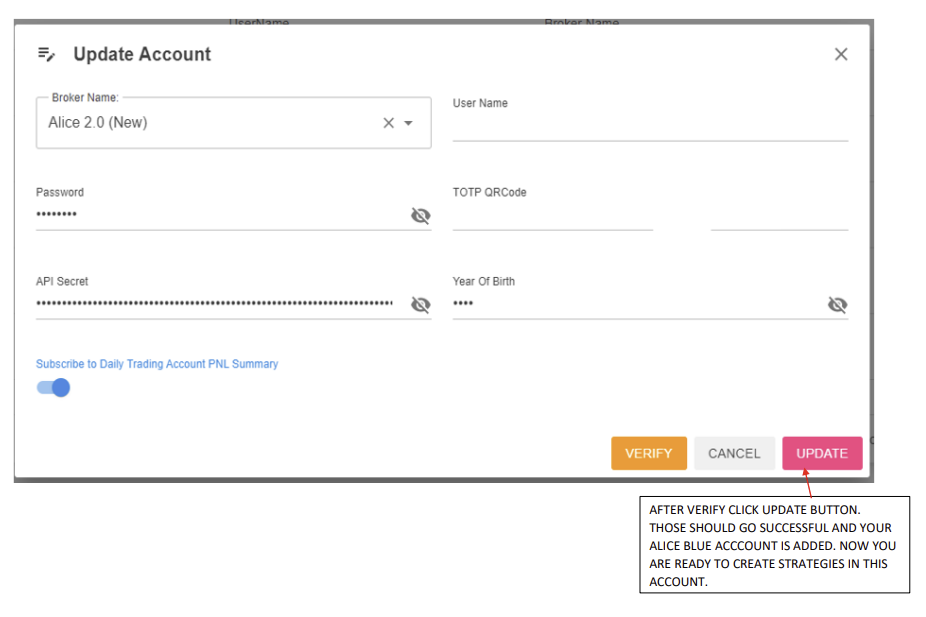 UserName Broker Name
Update Account
Broker Name:
Alice 2.0 (New)
User Name
Password
TOTP QRCode
API Secret
Year Of Birth
Subscribe to Daily Trading Account PNL Summary
VERIFY CANCEL UPDATE
AFTER VERIFY CLICK UPDATE BUTTON.
THOSE SHOULD GO SUCCESSFUL AND YOUR
ALICE BLUE ACCCOUNT IS ADDED. NOW YOU
ARE READY TO CREATE STRATEGIES IN THIS
ACCOUNT.